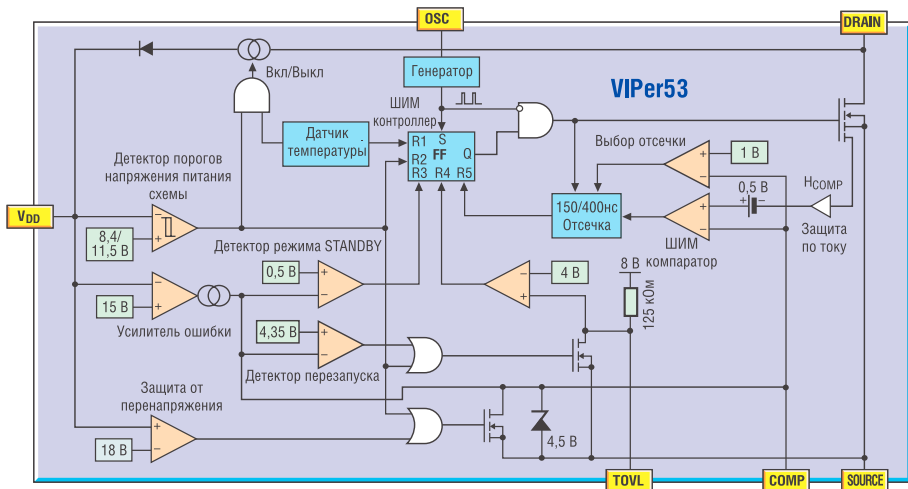 OSC
DRAIN
Вкл/Выкл
Генератор
VIPer53
ШИМ
контроллер
Датчик
температуры
R1
S
R2
FF
Q
R3
R4
R5
Выбор отсечки
+
–
1 В
Детектор порогов
напряжения питания
схемы
VDD
–
+
8,4/
11,5 В
150/400нс
Отсечка
+
–
0,5 В
+
–
HCOMP
Защита
по току
ШИМ
компаратор
Детектор режима STANDBY
0,5 В
+
–
–
+
4 В
8 В
125 кОм
–
+
15 В
Усилитель ошибки
4,35 В
+
–
Детектор перезапуска
Защита от
перенапряжения
+
–
18 В
4,5 В
TOVL
COMP
SOURCE